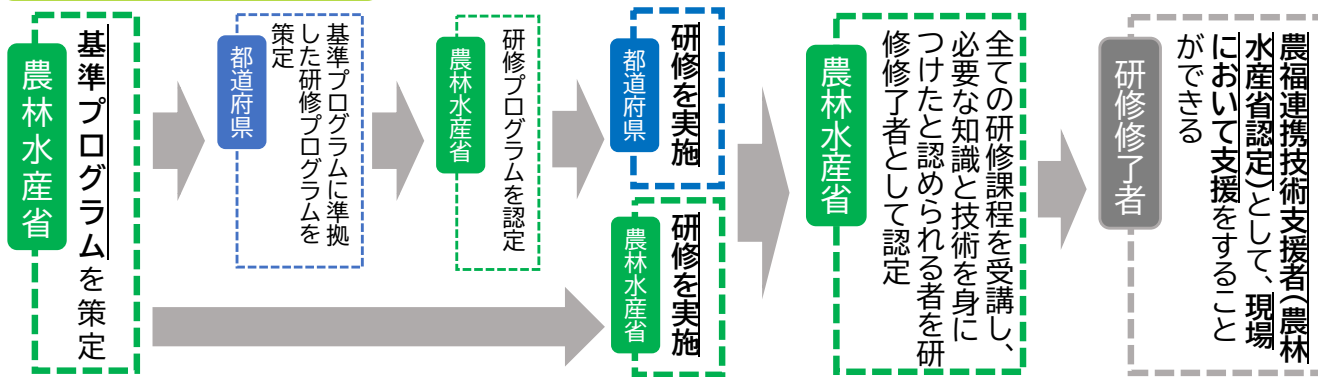 農林水産省
基準プログラムを策定
都道府県
基準プログラムに準拠
した研修プログラムを
策定
農林水産省
研修プログラムを認定
都道府県
研修を実施
農林水産省
研修を実施
農林水産省
全ての研修課程を受講し、
必要な知識と技術を身に
つけたと認められる者を研
修修了者として認定
研修修了者
農福連携技術支援者(農林
水産省認定)として、現場
において支援をすること
ができる